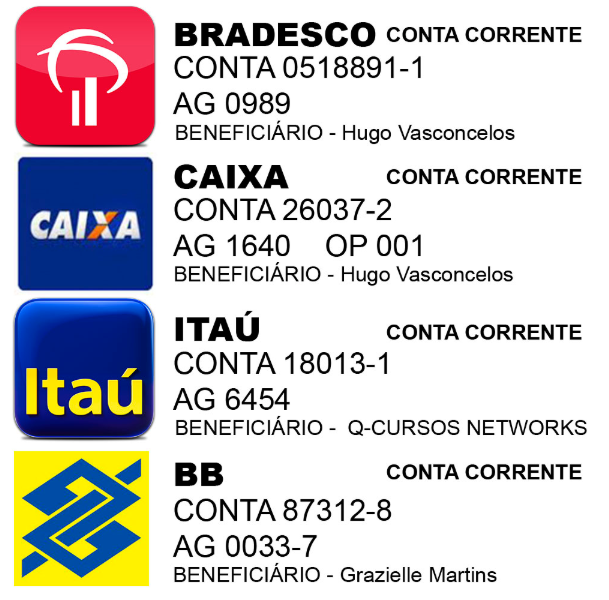 BRADESCO CONTA CORRENTE
CONTA 0518891-1
AG 0989
BENEFICIÁRIO - Hugo Vasconcelos
CAIXA
CAIXA CONTA CORRENTE
CONTA 26037-2
AG 1640 OP 001
BENEFICIÁRIO - Hugo Vasconcelos
Itaú
ITAÚ CONTA CORRENTE
CONTA 18013-1
AG 6454
BENEFICIÁRIO - Q-CURSOS NETWORKS
BB CONTA CORRENTE
CONTA 87312-8
AG 0033-7
BENEFICIÁRIO - Grazielle Martins